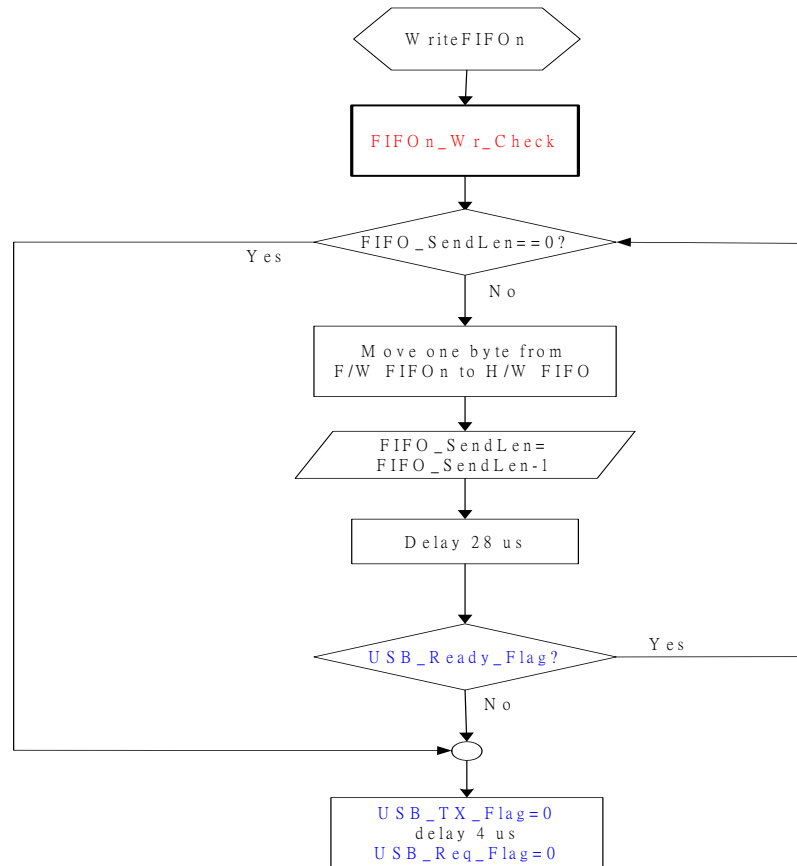 WriteFIFOn
FIFOn_Wr_Check
FIFO_SendLen==0?
Yes
No
Move one byte from
F/W FIFOn to H/W FIFO
FIFO_SendLen=
FIFO_SendLen-1
Delay 28 us
USB_Ready_Flag?
Yes
No
USB_TX_Flag=0
delay 4 us
USB_Req_Flag=0